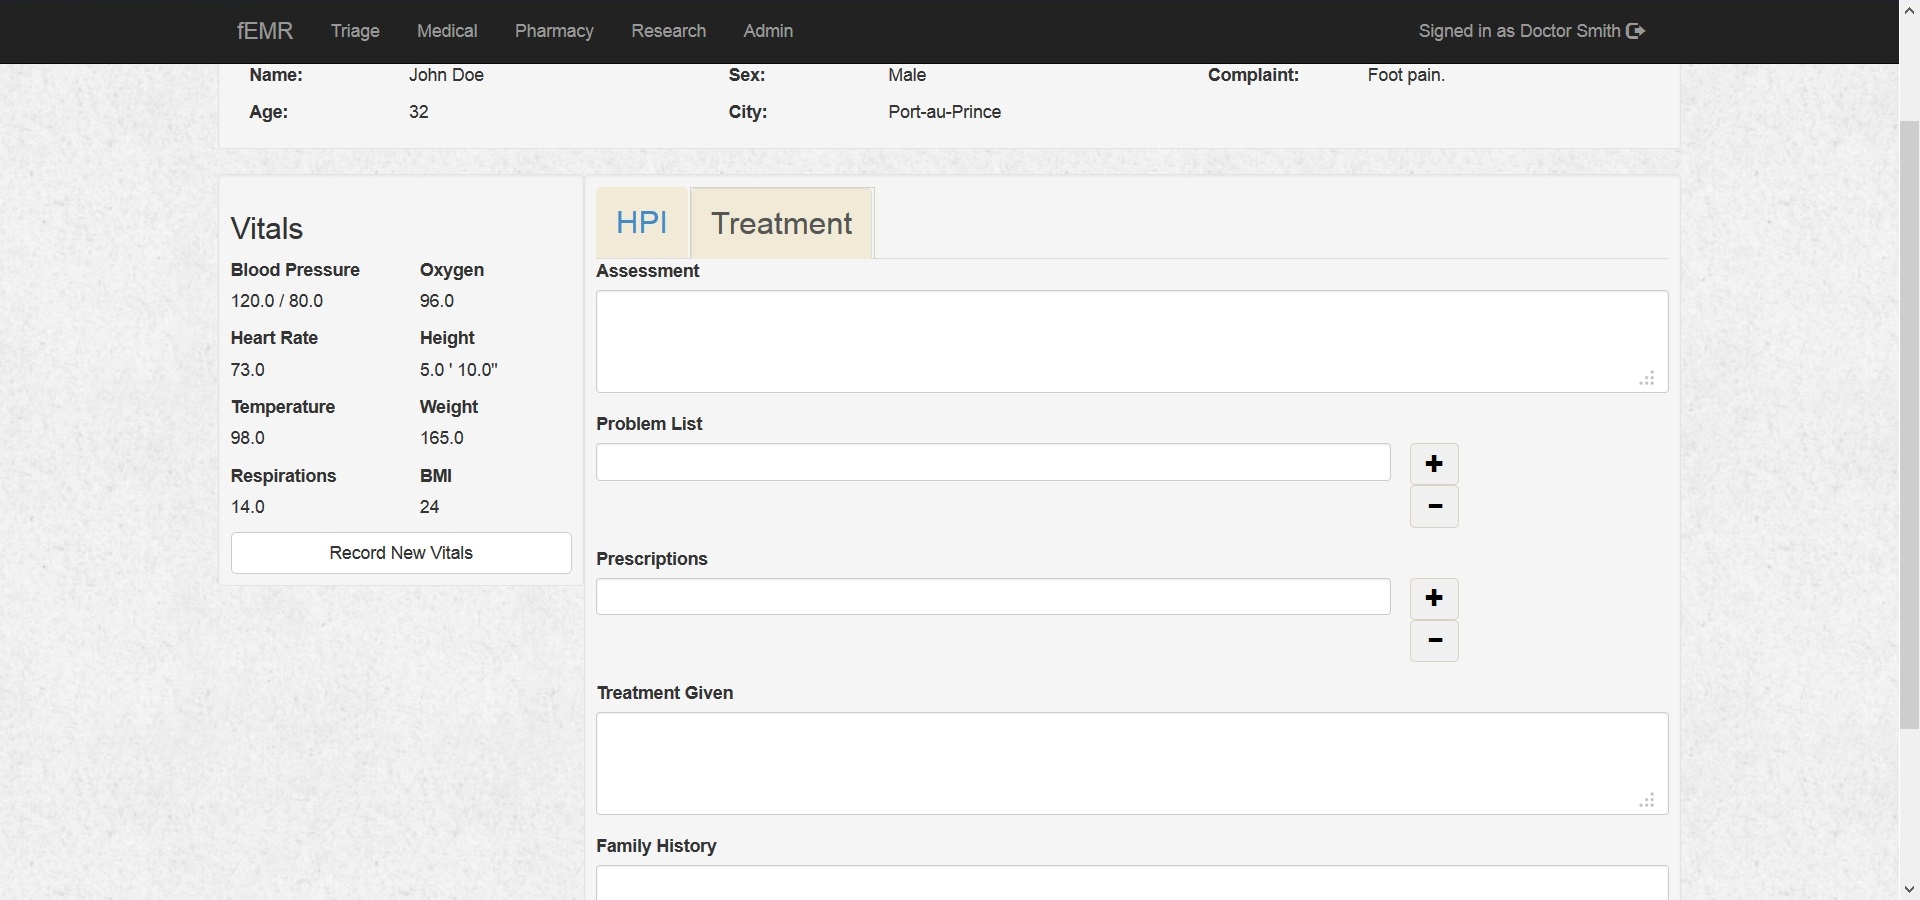 fEMR Triage Medical Pharmacy Research Admin Signed in as Doctor Smith
Name: John Doe Sex: Male Complaint: Foot pain.
Age: 32 City: Port-au-Prince
Vitals
Blood Pressure Oxygen
120.0 / 80.0 96.0
Heart Rate Height
73.0 5.0 ' 10.0"
Temperature Weight
98.0 165.0
Respirations BMI
14.0 24
Record New Vitals
HPI Treatment
Assessment
Problem List
Prescriptions
Treatment Given
Family History